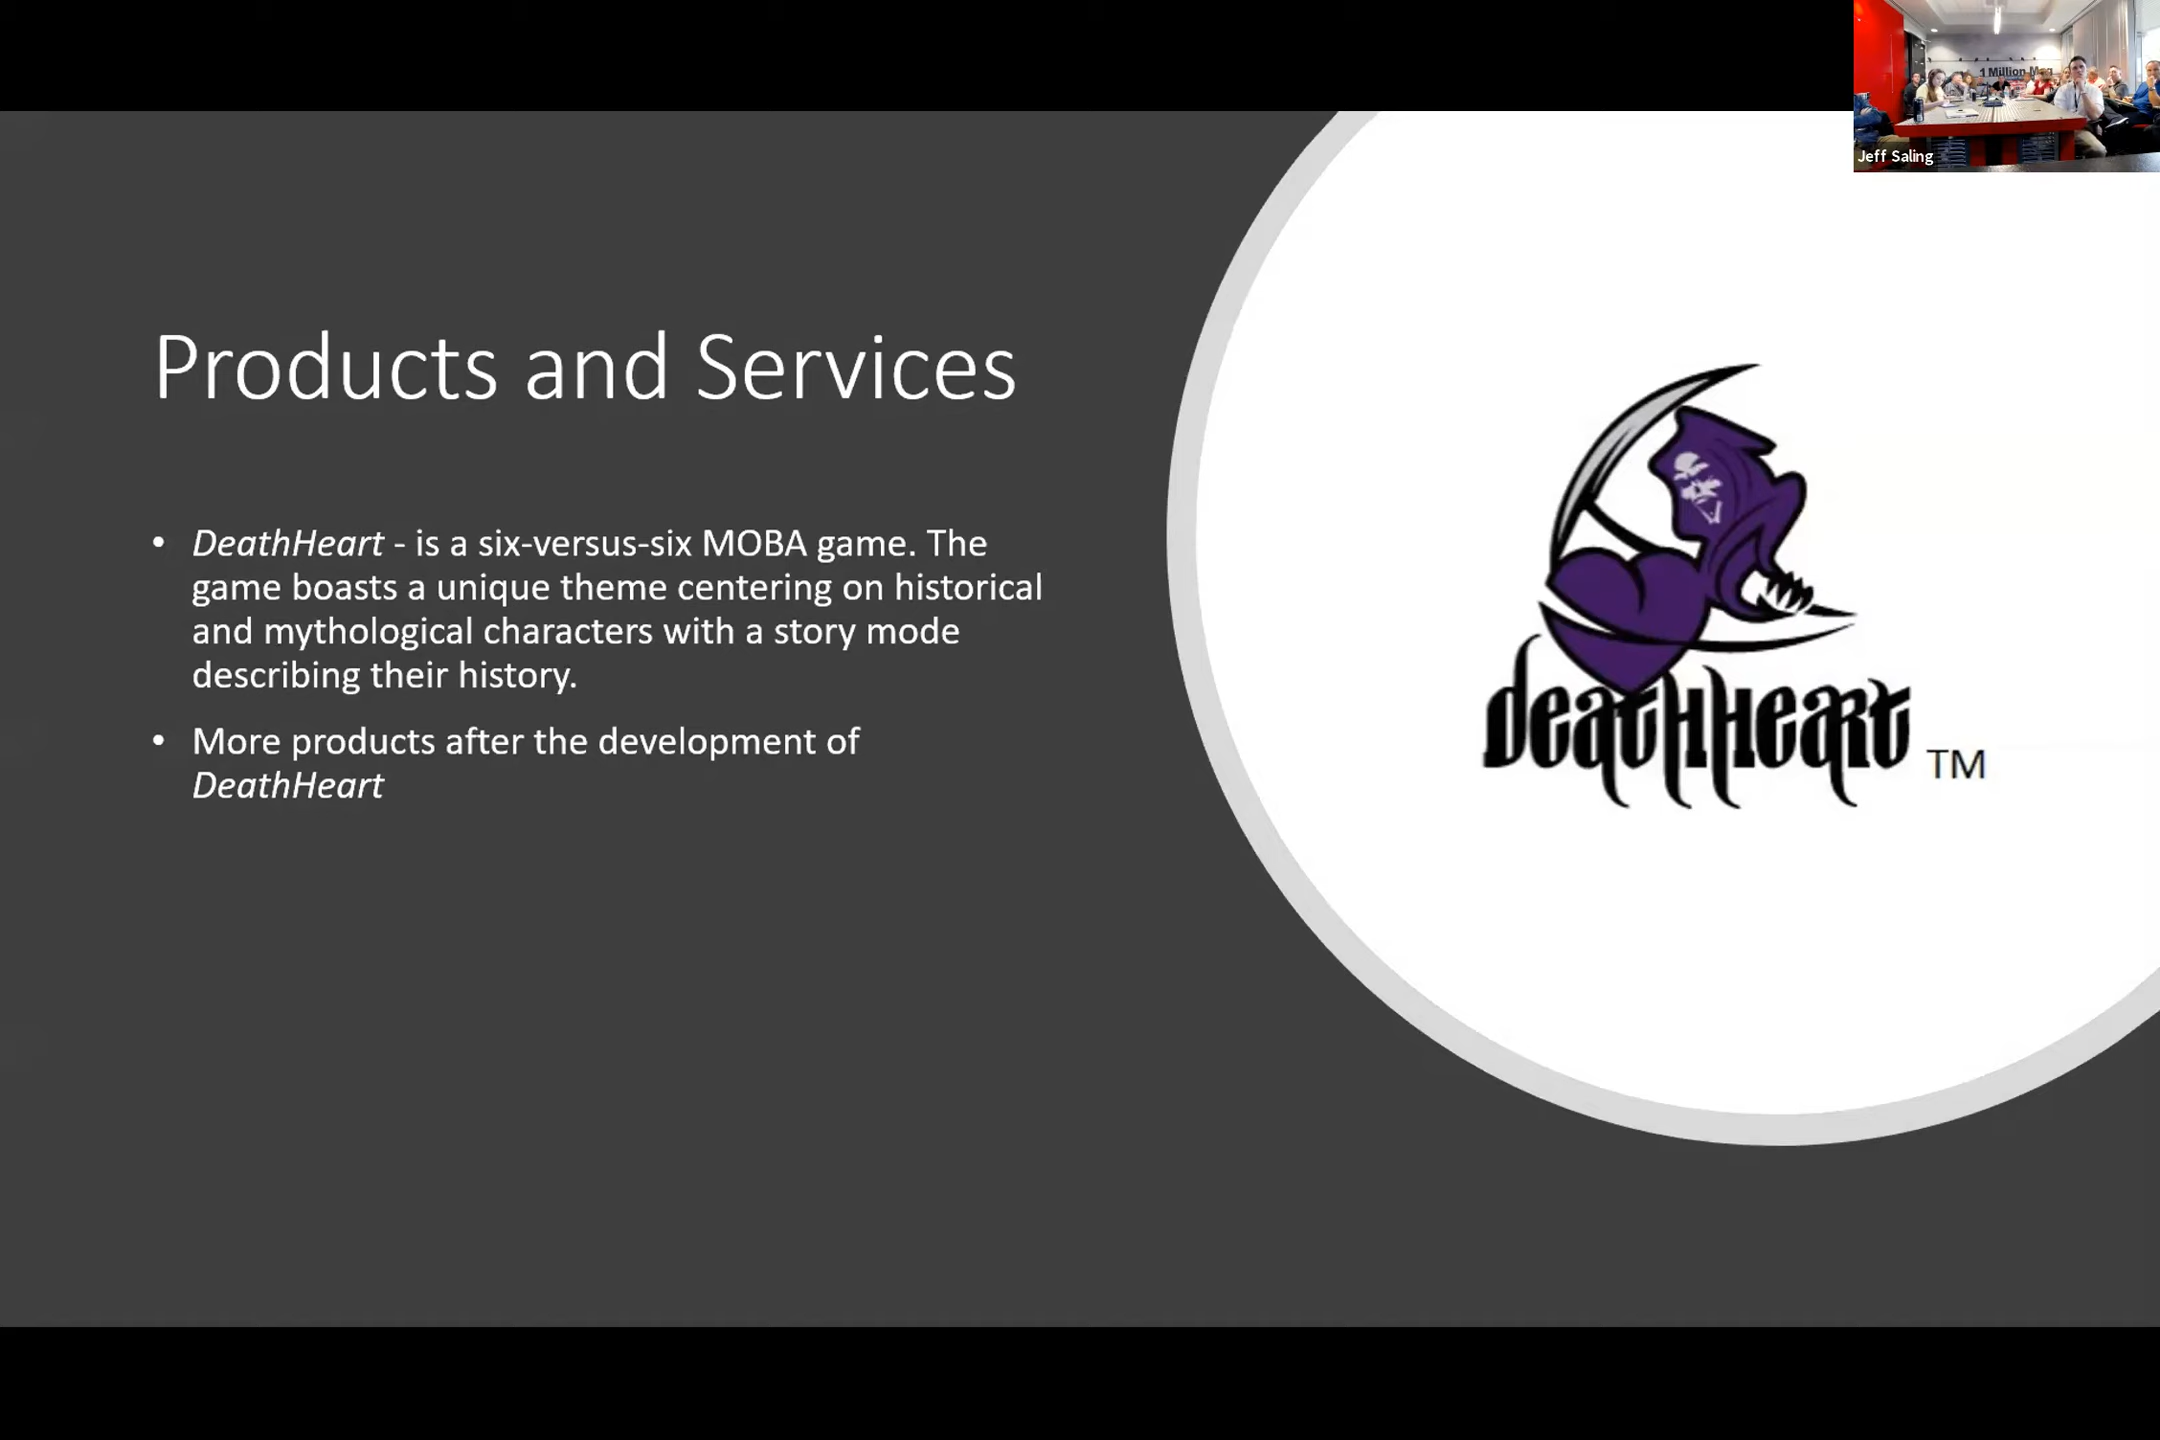 1 Million
Jeff Saling
Products and Services
• DeathHeart - is a six-versus-six MOBA game. The
game boasts a unique theme centering on historical
and mythological characters with a story mode
describing their history.
• More products after the development of
DeathHeart
deathHeart TM